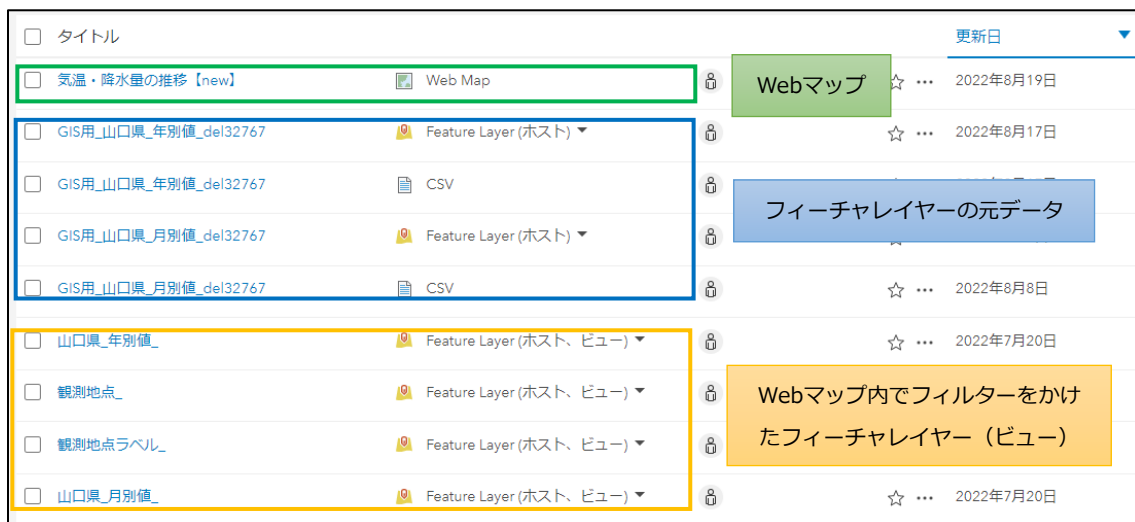 タイトル 更新日
気温・降水量の推移【new】 Web Map Webマップ 2022年8月19日
GIS用_山口県_年別値_del32767 Feature Layer (ホスト) 2022年8月17日
GIS用_山口県_年別値_del32767 CSV
フィーチャレイヤーの元データ
GIS用_山口県_月別値_del32767 Feature Layer (ホスト)
GIS用_山口県_月別値_del32767 CSV 2022年8月8日
山口県_年別値_ Feature Layer (ホスト、ビュー) 2022年7月20日
観測地点_ Feature Layer (ホスト、ビュー) Webマップ内でフィルターをかけ
観測地点ラベル_ Feature Layer (ホスト、ビュー) たフィーチャレイヤー（ビュー）
山口県_月別値_ Feature Layer (ホスト、ビュー) 2022年7月20日